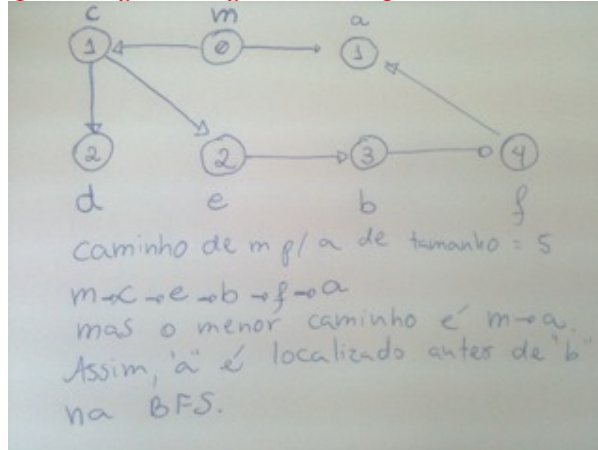 c m a
1 0 1
2 2 3 4
d e b f
caminho de m p/ a de tamanho = 5
m→c→e→b→f→a
mas o menor caminho é m→a.
Assim, "a" é localizado antes de "b"
na BFS.